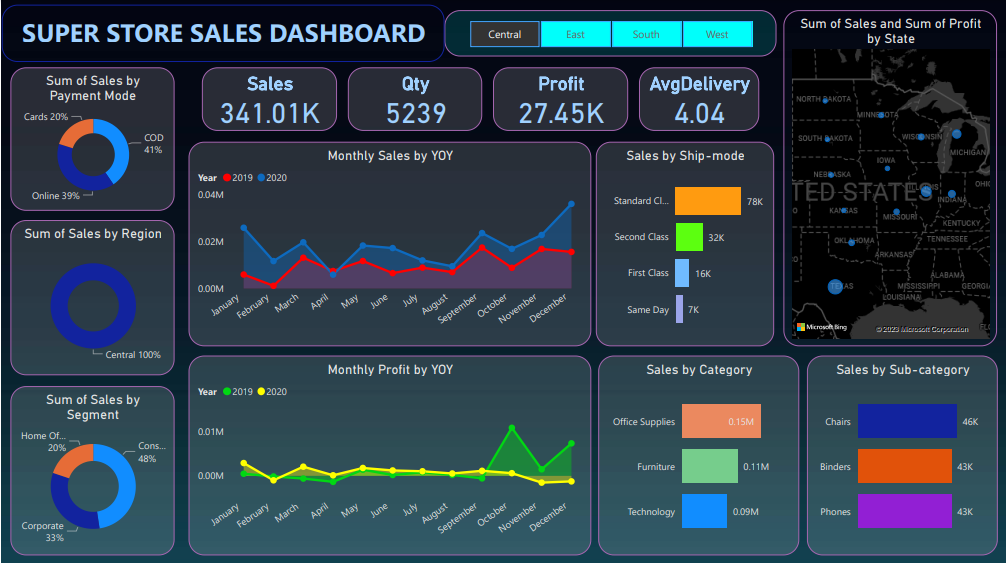 SUPER STORE SALES DASHBOARD
Central
East
South
West
Sum of Sales and Sum of Profit
by State
Sum of Sales by
Payment Mode
Cards 20%
COD
41%
Online 39%
Sales
341.01K
Qty
5239
Profit
27.45K
AvgDelivery
4.04
Monthly Sales by YOY
Year 2019 2020
0.04M
0.02M
0.00M
January
February
March
April
May
June
July
August
September
October
November
December
Sales by Ship-mode
Standard Cl...
78K
Second Class
32K
First Class
16K
Same Day
7K
NORTH DAKOTA
MINNESOTA
SOUTH DAKOTA
WISCONSIN
MICHIGAN
IOWA
NEBRASKA
TED STATES
ILLINOIS
INDIANA
OHIO
KANSAS
MISSOURI
KENTUCKY
OKLAHOMA
TENNESSEE
ARKANSAS
ALABAMA
TEXAS
MISSISSIPPI
GEORGIA
LOUISIANA
Microsoft Bing
© 2023 Microsoft Corporation
Sum of Sales by Region
Central 100%
Sum of Sales by
Segment
Home Of...
20%
Cons...
48%
Corporate
33%
Monthly Profit by YOY
Year 2019 2020
0.01M
0.00M
January
February
March
April
May
June
July
August
September
October
November
December
Sales by Category
Office Supplies
0.15M
Furniture
0.11M
Technology
0.09M
Sales by Sub-category
Chairs
46K
Binders
43K
Phones
43K